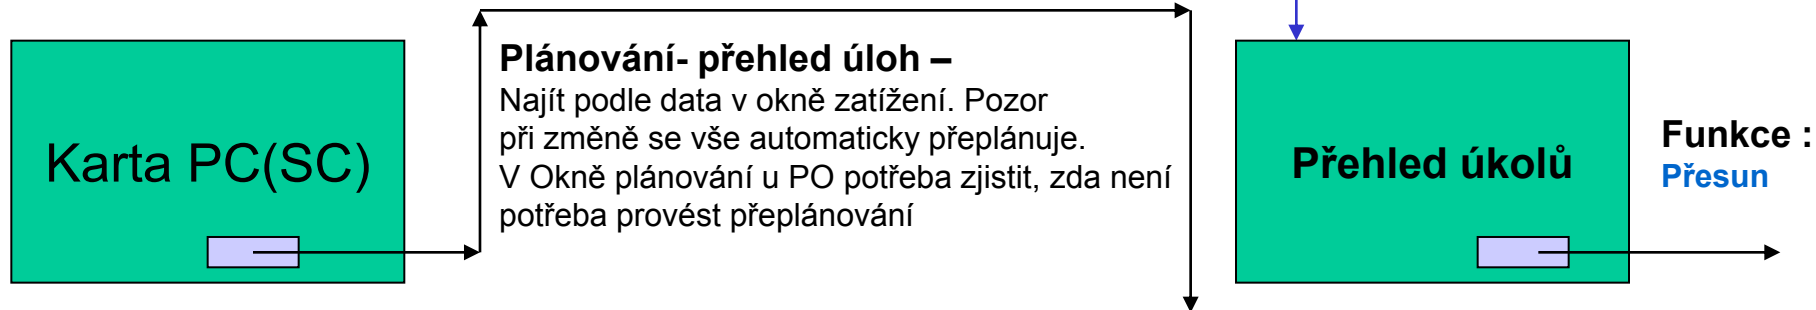 Karta PC(SC)
Plánování- přehled úloh –
Najít podle data v okně zatížení. Pozor
při změně se vše automaticky přeplánuje.
V Okně plánování u PO potřeba zjistit, zda není
potřeba provést přeplánování
Přehled úkolů
Funkce :
Přesun